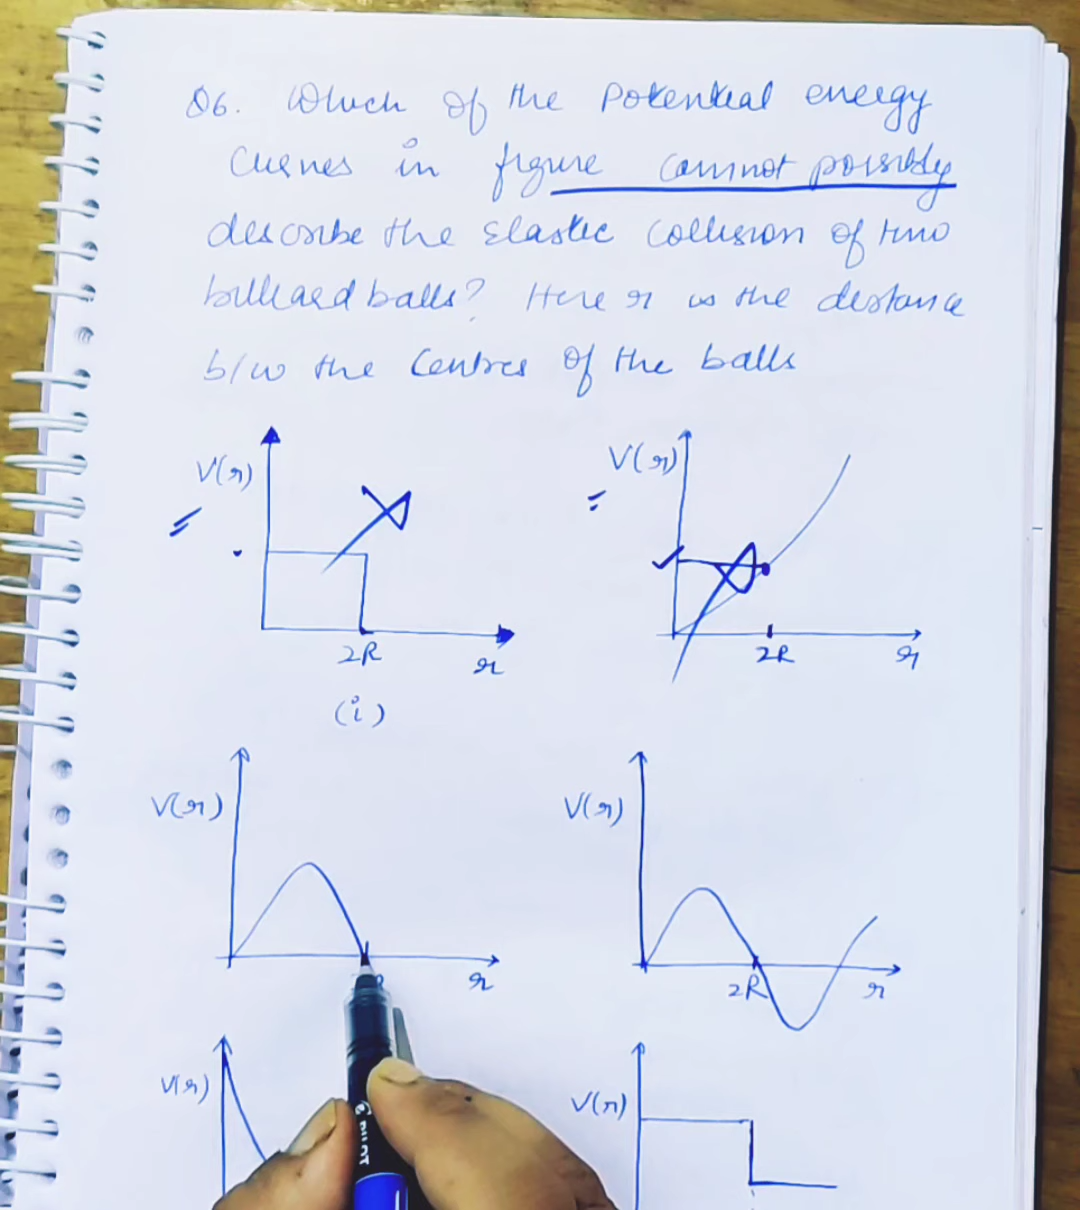 Q6. Which of the Potential energy
curves in figure cannot possibly
describe the elastic collision of two
billiard balls? Here r is the distance
b/w the centres of the balls
V(r)
2R
r
(i)
V(r)
2R
r
V(r)
r
V(r)
2R
r
V(r)
V(r)
PILOT